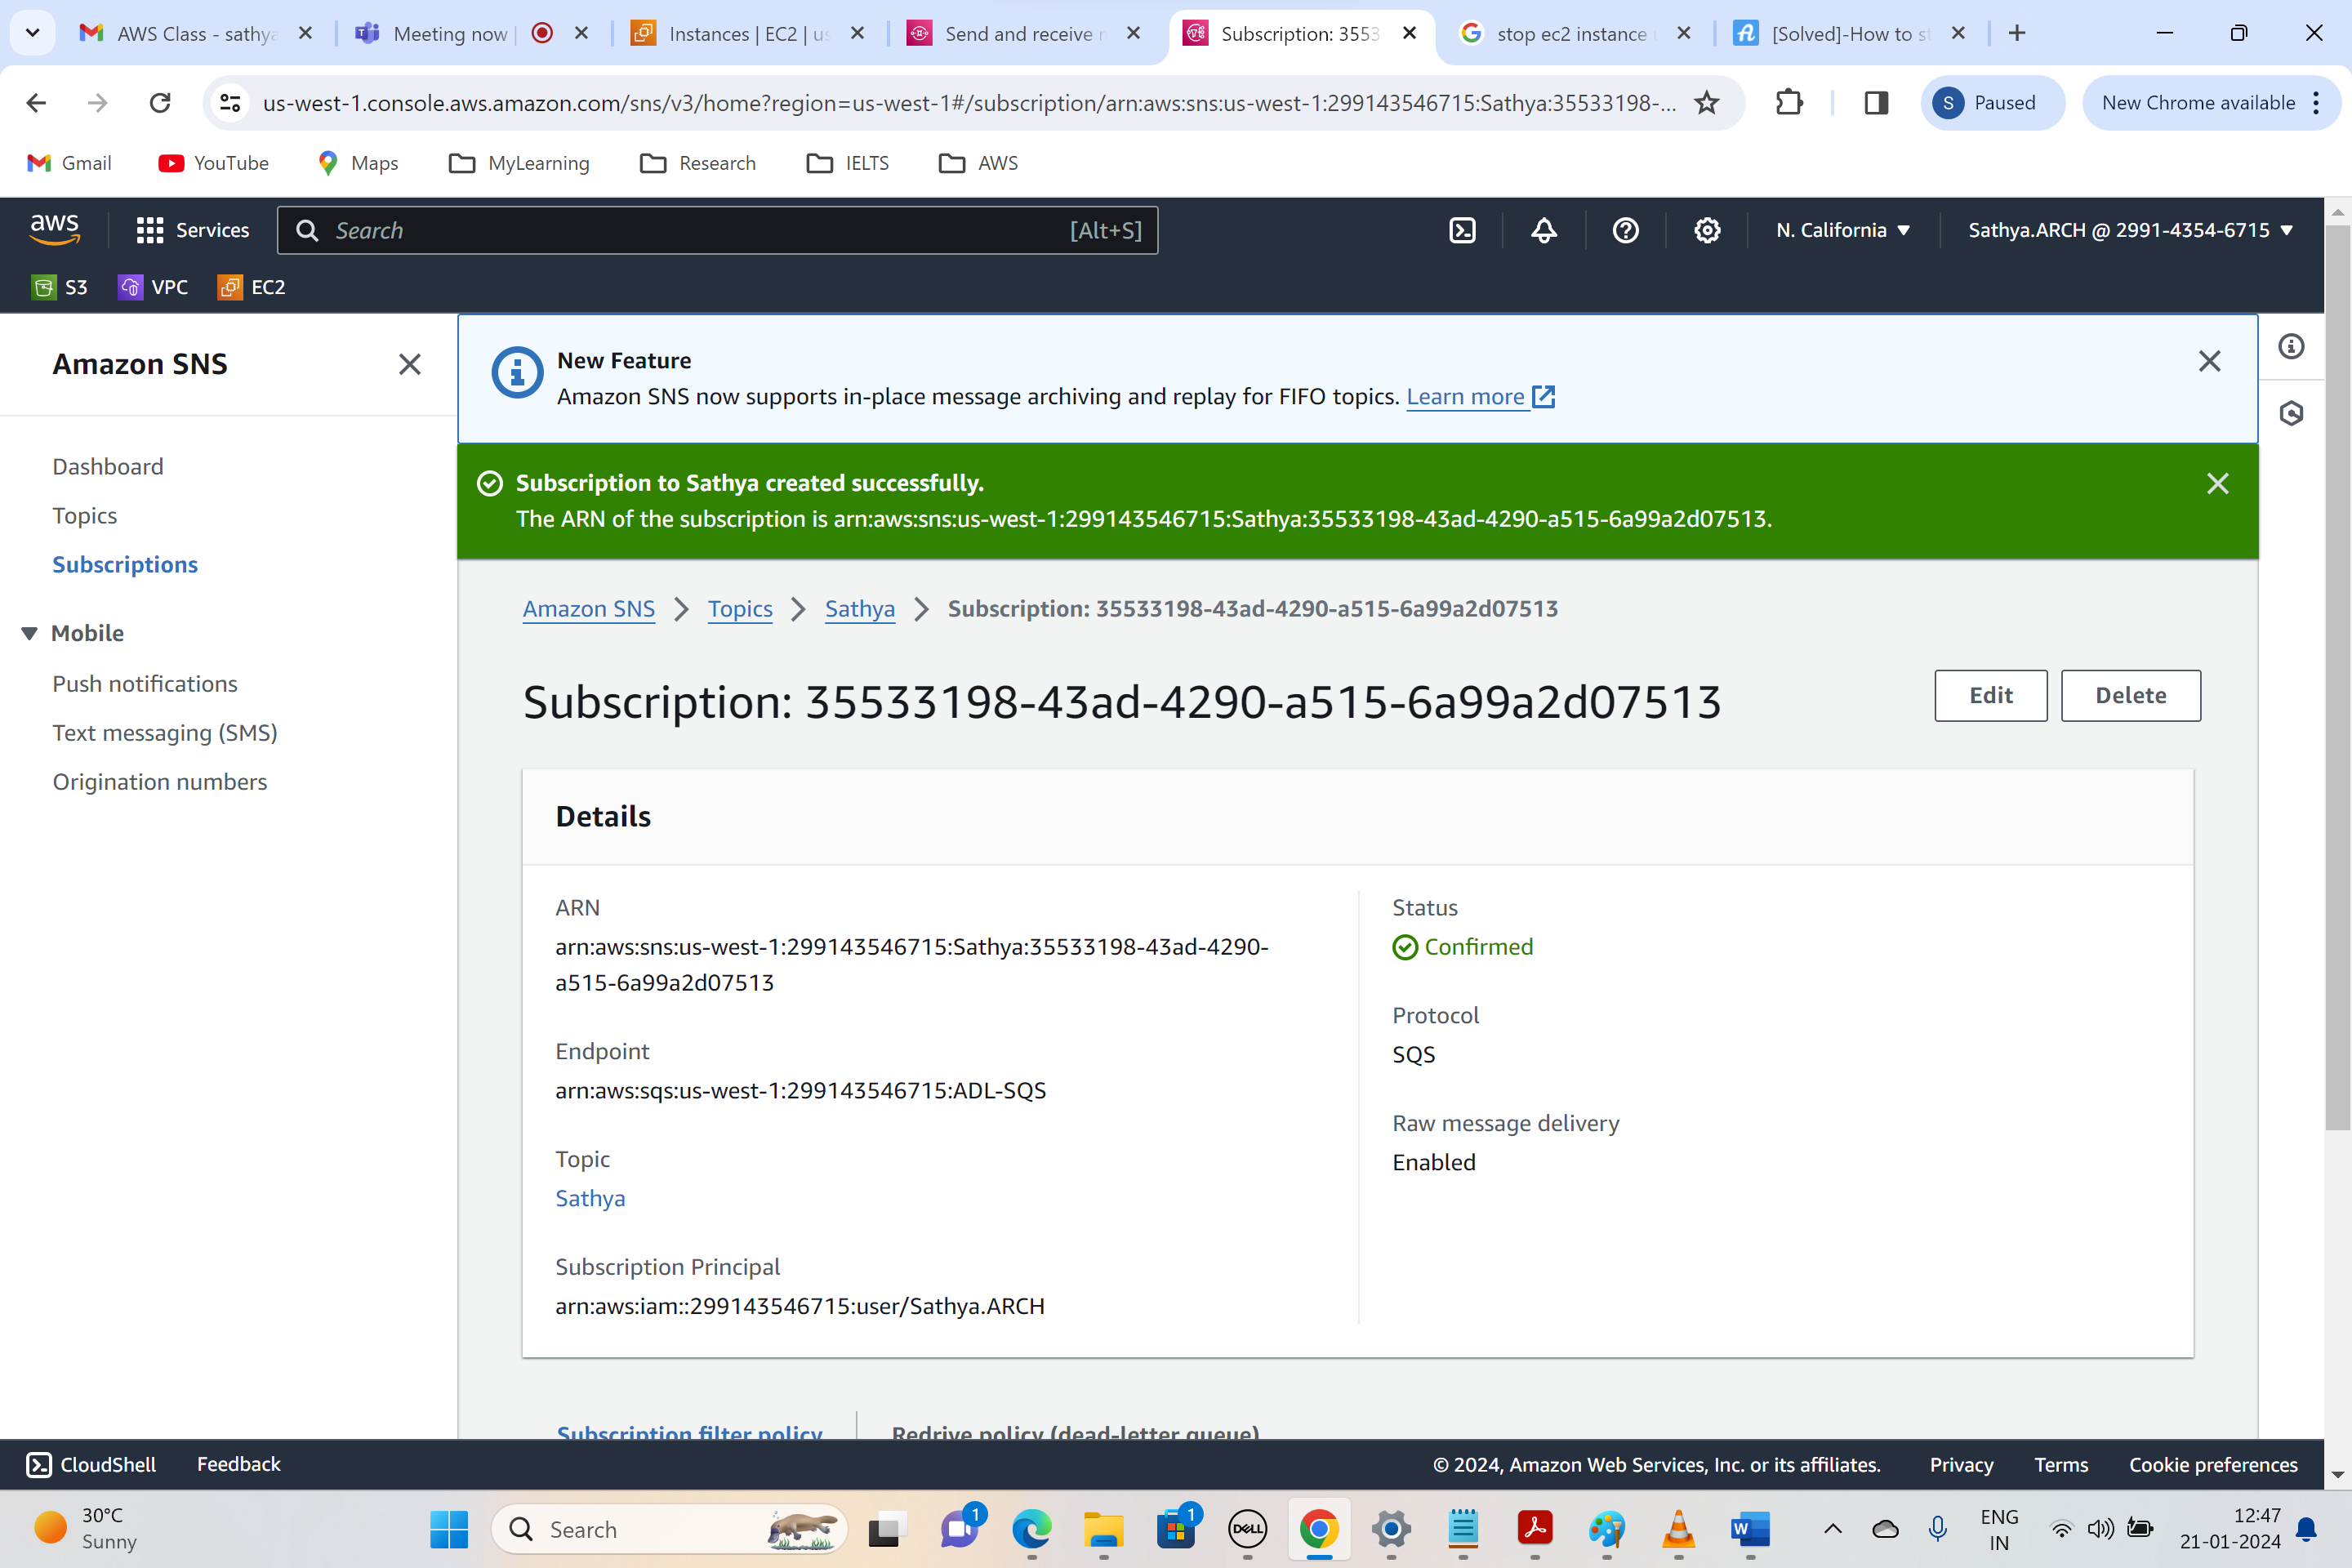 AWS Class - sathya
Meeting now
Instances | EC2 | us
Send and receive m
Subscription: 3553
stop ec2 instance
[Solved]-How to st
us-west-1.console.aws.amazon.com/sns/v3/home?region=us-west-1#/subscription/arn:aws:sns:us-west-1:299143546715:Sathya:35533198-...
S
Paused
New Chrome available
Gmail
YouTube
Maps
MyLearning
Research
IELTS
AWS
aws
Services
Search
[Alt+S]
N. California
Sathya.ARCH @ 2991-4354-6715
S3
VPC
EC2
Amazon SNS
Dashboard
Topics
Subscriptions
Mobile
Push notifications
Text messaging (SMS)
Origination numbers
New Feature
Amazon SNS now supports in-place message archiving and replay for FIFO topics. Learn more
Subscription to Sathya created successfully.
The ARN of the subscription is arn:aws:sns:us-west-1:299143546715:Sathya:35533198-43ad-4290-a515-6a99a2d07513.
Amazon SNS > Topics > Sathya > Subscription: 35533198-43ad-4290-a515-6a99a2d07513
Subscription: 35533198-43ad-4290-a515-6a99a2d07513
Edit
Delete
Details
ARN
arn:aws:sns:us-west-1:299143546715:Sathya:35533198-43ad-4290-
a515-6a99a2d07513
Endpoint
arn:aws:sqs:us-west-1:299143546715:ADL-SQS
Topic
Sathya
Subscription Principal
arn:aws:iam::299143546715:user/Sathya.ARCH
Status
Confirmed
Protocol
SQS
Raw message delivery
Enabled
Subscription filter policy
Redrive policy (dead-letter queue)
CloudShell
Feedback
© 2024, Amazon Web Services, Inc. or its affiliates.
Privacy
Terms
Cookie preferences
30°C
Sunny
Search
1
1
DELL
W
ENG
IN
12:47
21-01-2024